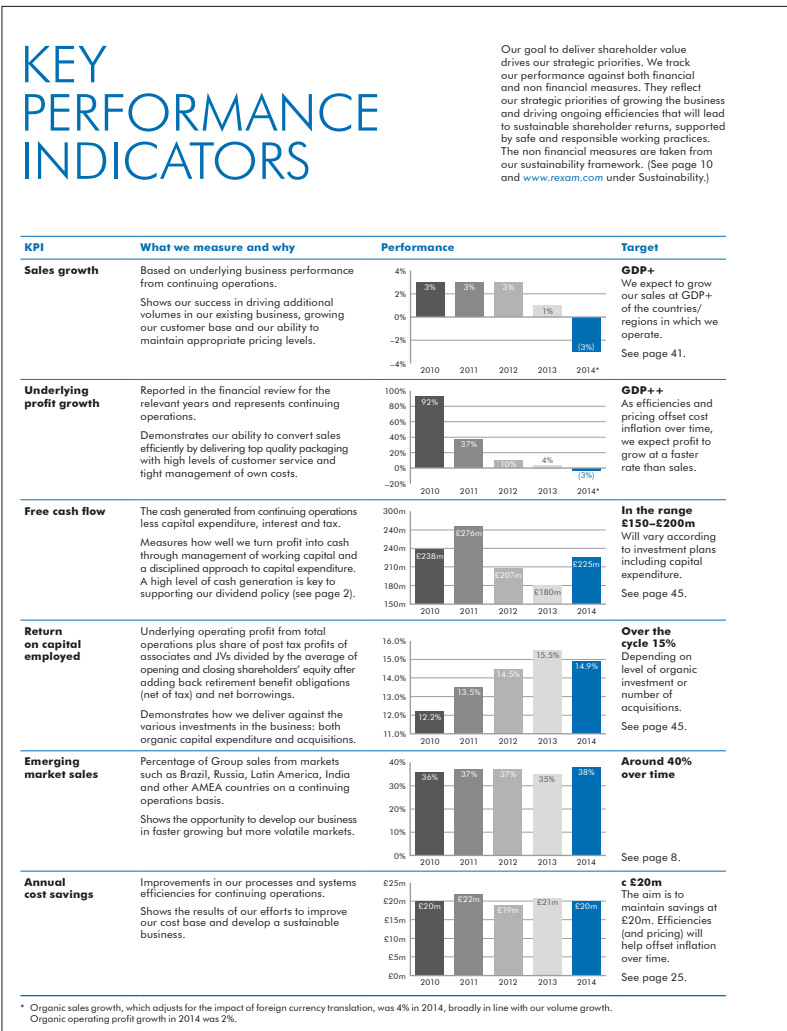 KEY
PERFORMANCE
INDICATORS
Our goal to deliver shareholder value
drives our strategic priorities. We track
our performance against both financial
and non financial measures. They reflect
our strategic priorities of growing the business
and driving ongoing efficiencies that will lead
to sustainable shareholder returns, supported
by safe and responsible working practices.
The non financial measures are taken from
our sustainability framework. (See page 10
and www.rexam.com under Sustainability.)
KPI What we measure and why Performance Target
Sales growth
Based on underlying business performance
from continuing operations.
Shows our success in driving additional
volumes in our existing business, growing
our customer base and our ability to
maintain appropriate pricing levels.
4%
2%
0%
–2%
–4%
3% 3% 3% 1% (3%)
2010 2011 2012 2013 2014*
GDP+
We expect to grow
our sales at GDP+
of the countries/
regions in which we
operate.
See page 41.
Underlying
profit growth
Reported in the financial review for the
relevant years and represents continuing
operations.
Demonstrates our ability to convert sales
efficiently by delivering top quality packaging
with high levels of customer service and
tight management of own costs.
100%
80%
60%
40%
20%
0%
–20%
92% 37% 10% 4% (3%)
2010 2011 2012 2013 2014*
GDP++
As efficiencies and
pricing offset cost
inflation over time,
we expect profit to
grow at a faster
rate than sales.
Free cash flow
The cash generated from continuing operations
less capital expenditure, interest and tax.
Measures how well we turn profit into cash
through management of working capital and
a disciplined approach to capital expenditure.
A high level of cash generation is key to
supporting our dividend policy (see page 2).
300m
240m
240m
210m
180m
150m
£238m £276m £207m £180m £225m
2010 2011 2012 2013 2014
In the range
£150–£200m
Will vary according
to investment plans
including capital
expenditure.
See page 45.
Return
on capital
employed
Underlying operating profit from total
operations plus share of post tax profits of
associates and JVs divided by the average of
opening and closing shareholders' equity after
adding back retirement benefit obligations
(net of tax) and net borrowings.
Demonstrates how we deliver against the
various investments in the business: both
organic capital expenditure and acquisitions.
16.0%
15.0%
14.0%
13.0%
12.0%
11.0%
12.2% 13.5% 14.5% 15.5% 14.9%
2010 2011 2012 2013 2014
Over the
cycle 15%
Depending on
level of organic
investment or
number of
acquisitions.
See page 45.
Emerging
market sales
Percentage of Group sales from markets
such as Brazil, Russia, Latin America, India
and other AMEA countries on a continuing
operations basis.
Shows the opportunity to develop our business
in faster growing but more volatile markets.
40%
30%
20%
10%
0%
36% 37% 37% 35% 38%
2010 2011 2012 2013 2014
Around 40%
over time
See page 8.
Annual
cost savings
Improvements in our processes and systems
efficiencies for continuing operations.
Shows the results of our efforts to improve
our cost base and develop a sustainable
business.
£25m
£20m
£15m
£10m
£5m
£0m
£20m £22m £19m £21m £20m
2010 2011 2012 2013 2014
c £20m
The aim is to
maintain savings at
£20m. Efficiencies
(and pricing) will
help offset inflation
over time.
See page 25.
* Organic sales growth, which adjusts for the impact of foreign currency translation, was 4% in 2014, broadly in line with our volume growth.
Organic operating profit growth in 2014 was 2%.